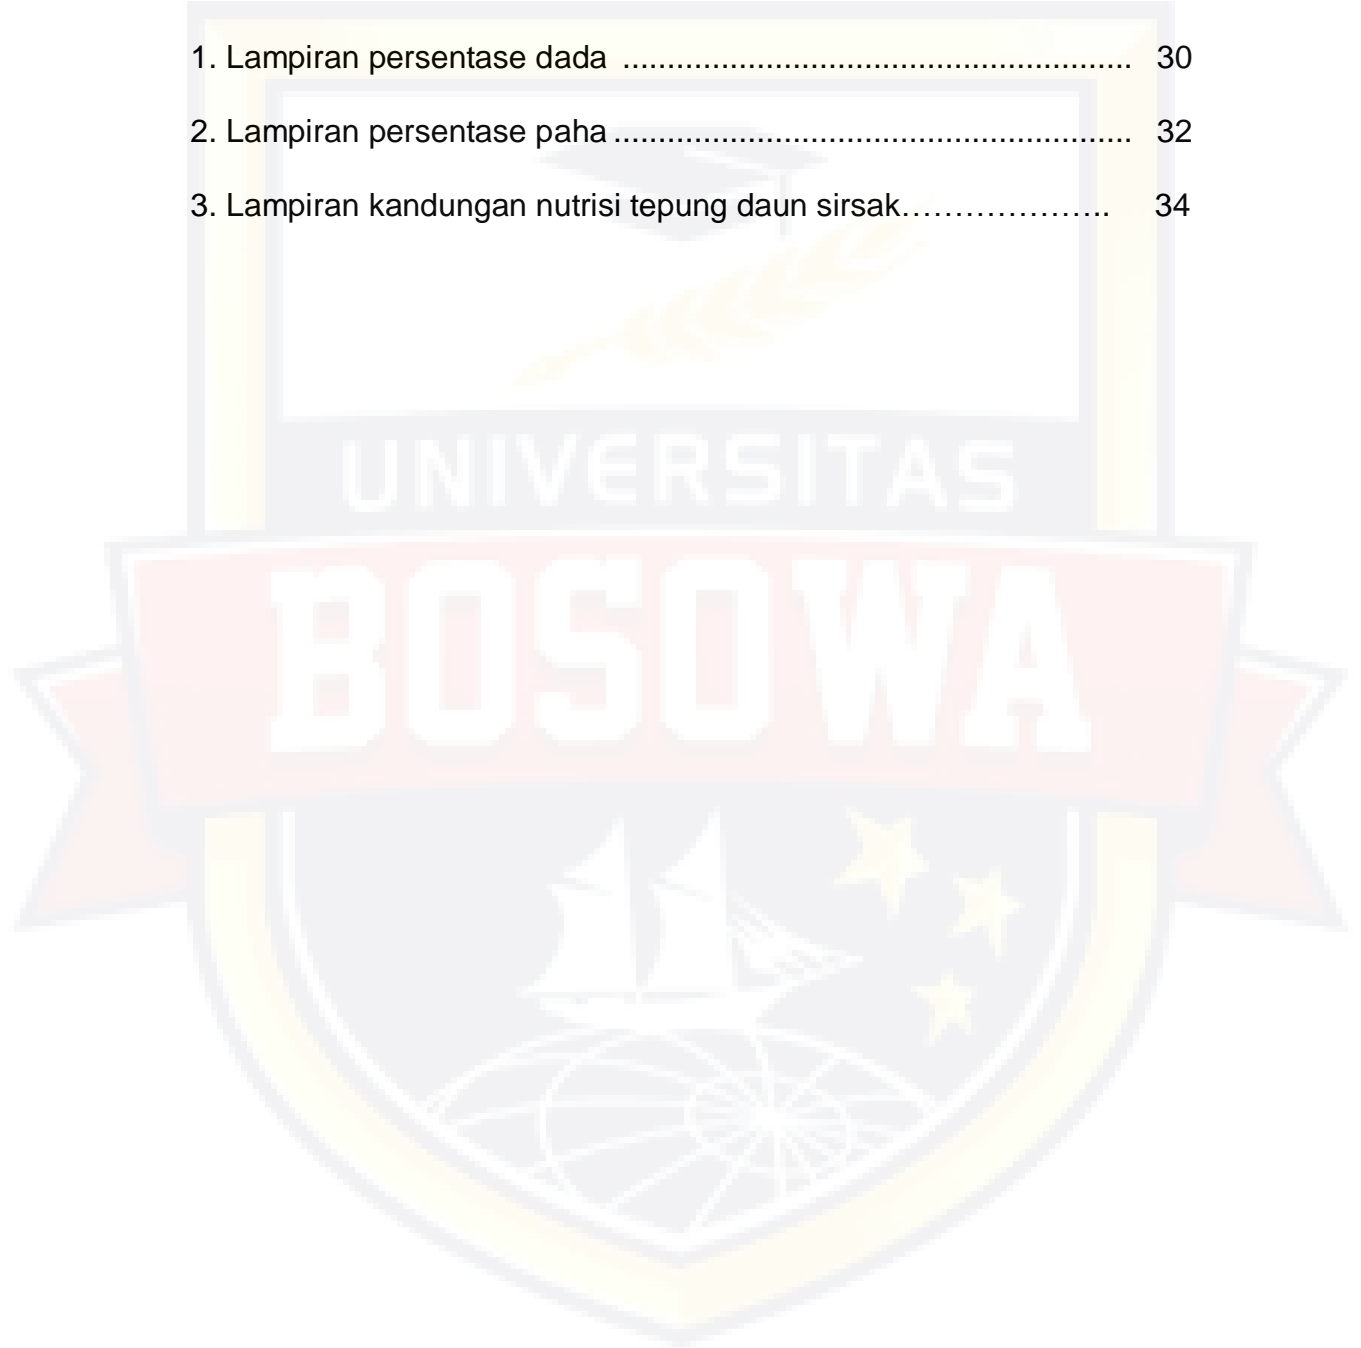 1. Lampiran persentase dada ......................................................... 30
2. Lampiran persentase paha .......................................................... 32
3. Lampiran kandungan nutrisi tepung daun sirsak……………….. 34
UNIVERSITAS
BOSOWA